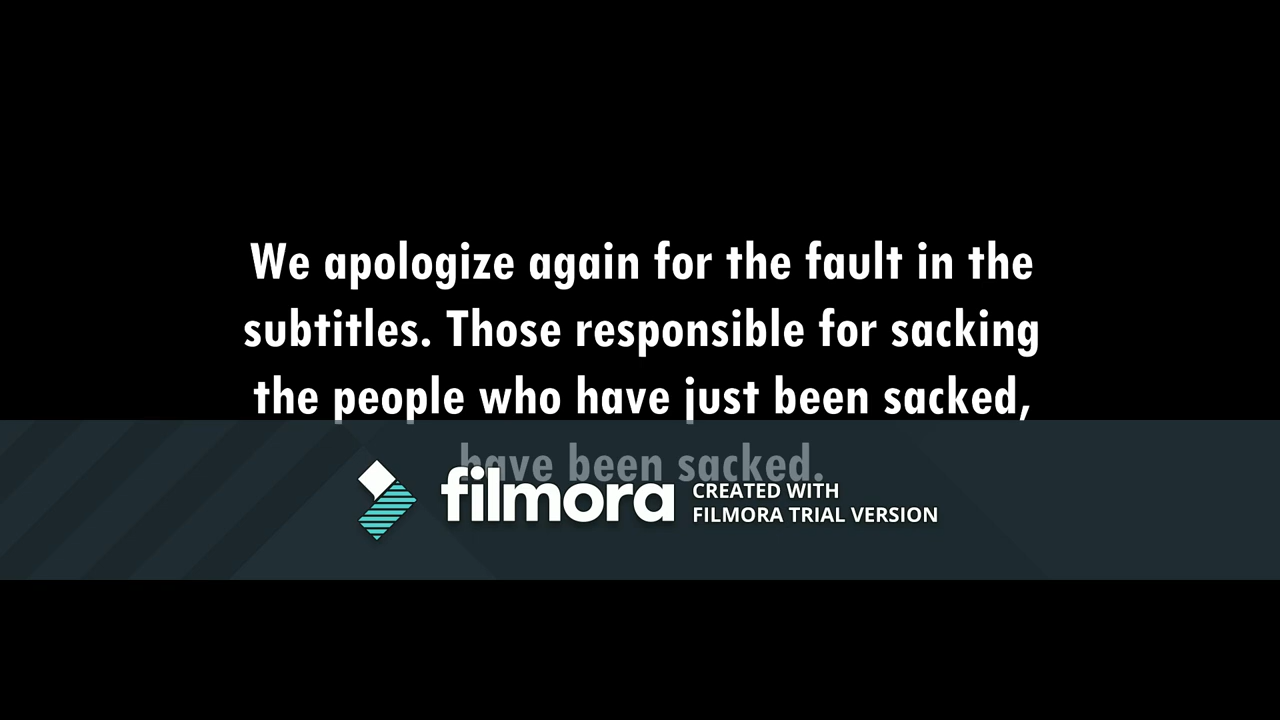 We apologize again for the fault in the
subtitles. Those responsible for sacking
the people who have just been sacked,
have been sacked.
filmora
CREATED WITH
FILMORA TRIAL VERSION